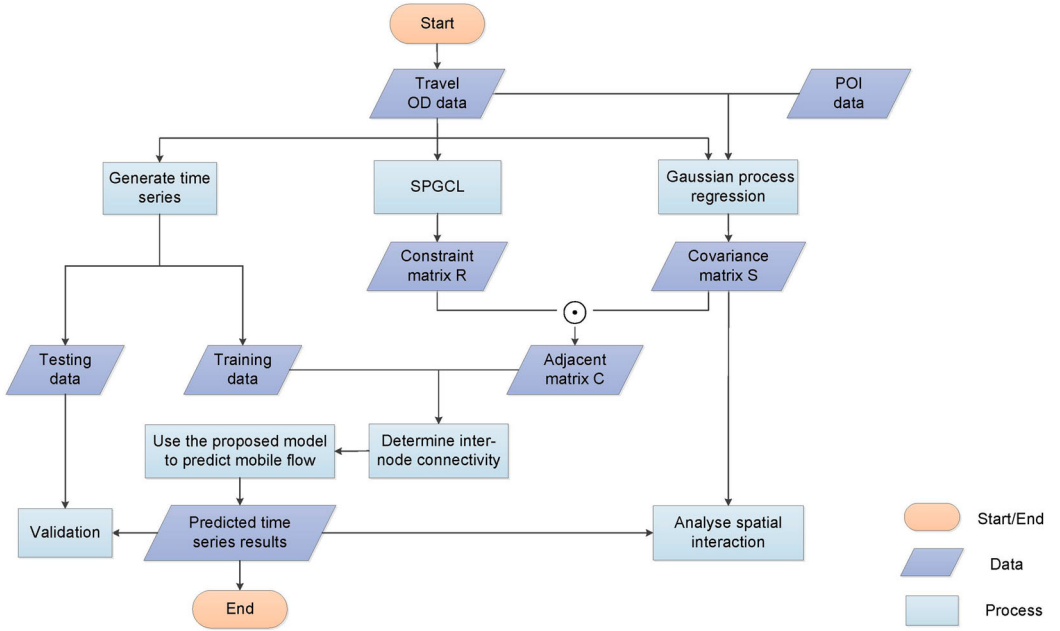 Start
Travel
OD data
POI
data
Generate time
series
SPGCL
Gaussian process
regression
Constraint
matrix R
Covariance
matrix S
Testing
data
Training
data
Adjacent
matrix C
Use the proposed model
to predict mobile flow
Determine inter-
node connectivity
Validation
Predicted time
series results
Analyse spatial
interaction
End
Start/End
Data
Process